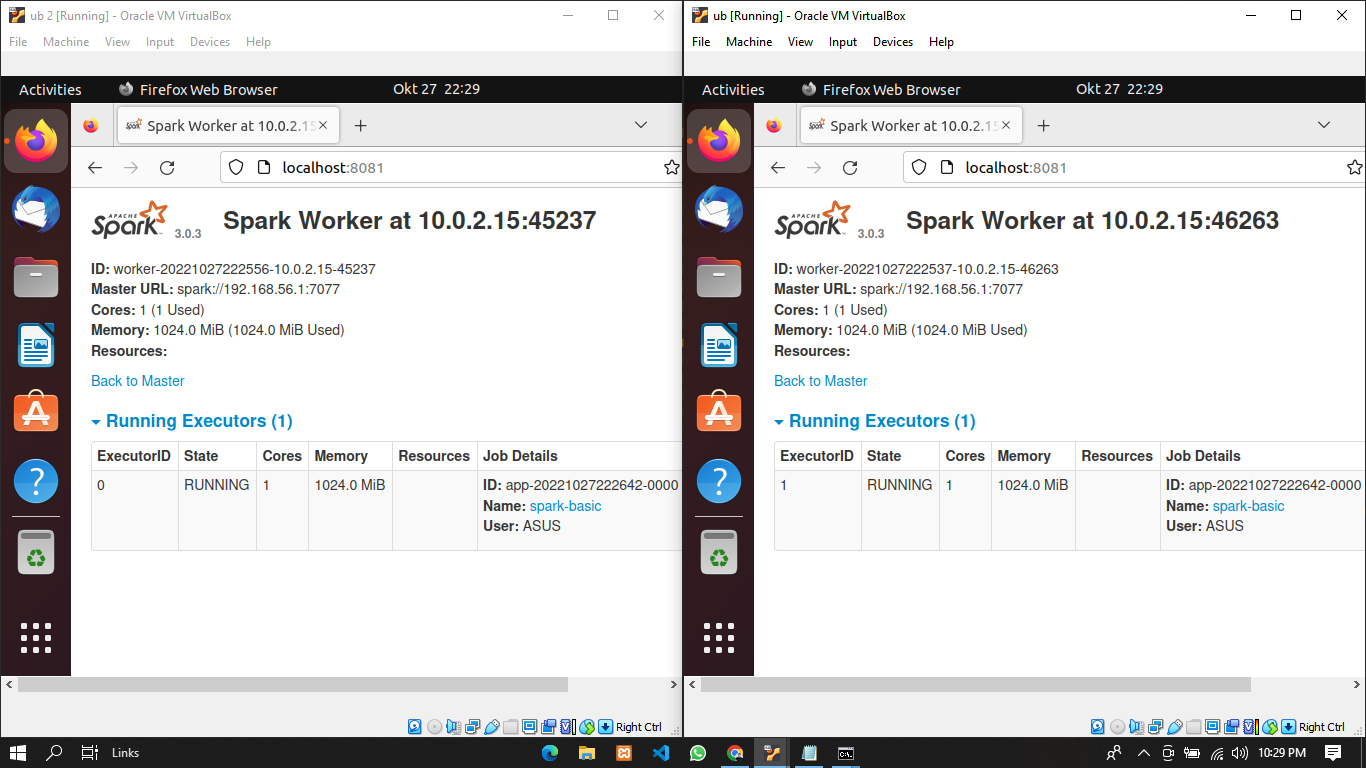 ub 2 [Running] - Oracle VM VirtualBox
File Machine View Input Devices Help
Activities Firefox Web Browser Okt 27 22:29
Spark Worker at 10.0.2.15
localhost:8081
APACHE Spark 3.0.3
Spark Worker at 10.0.2.15:45237
ID: worker-20221027222556-10.0.2.15-45237
Master URL: spark://192.168.56.1:7077
Cores: 1 (1 Used)
Memory: 1024.0 MiB (1024.0 MiB Used)
Resources:
Back to Master
Running Executors (1)
ExecutorID State Cores Memory Resources Job Details
0 RUNNING 1 1024.0 MiB ID: app-20221027222642-0000
Name: spark-basic
User: ASUS
Right Ctrl
ub [Running] - Oracle VM VirtualBox
File Machine View Input Devices Help
Activities Firefox Web Browser Okt 27 22:29
Spark Worker at 10.0.2.15
localhost:8081
APACHE Spark 3.0.3
Spark Worker at 10.0.2.15:46263
ID: worker-20221027222537-10.0.2.15-46263
Master URL: spark://192.168.56.1:7077
Cores: 1 (1 Used)
Memory: 1024.0 MiB (1024.0 MiB Used)
Resources:
Back to Master
Running Executors (1)
ExecutorID State Cores Memory Resources Job Details
1 RUNNING 1 1024.0 MiB ID: app-20221027222642-0000
Name: spark-basic
User: ASUS
Right Ctrl
Links 10:29 PM